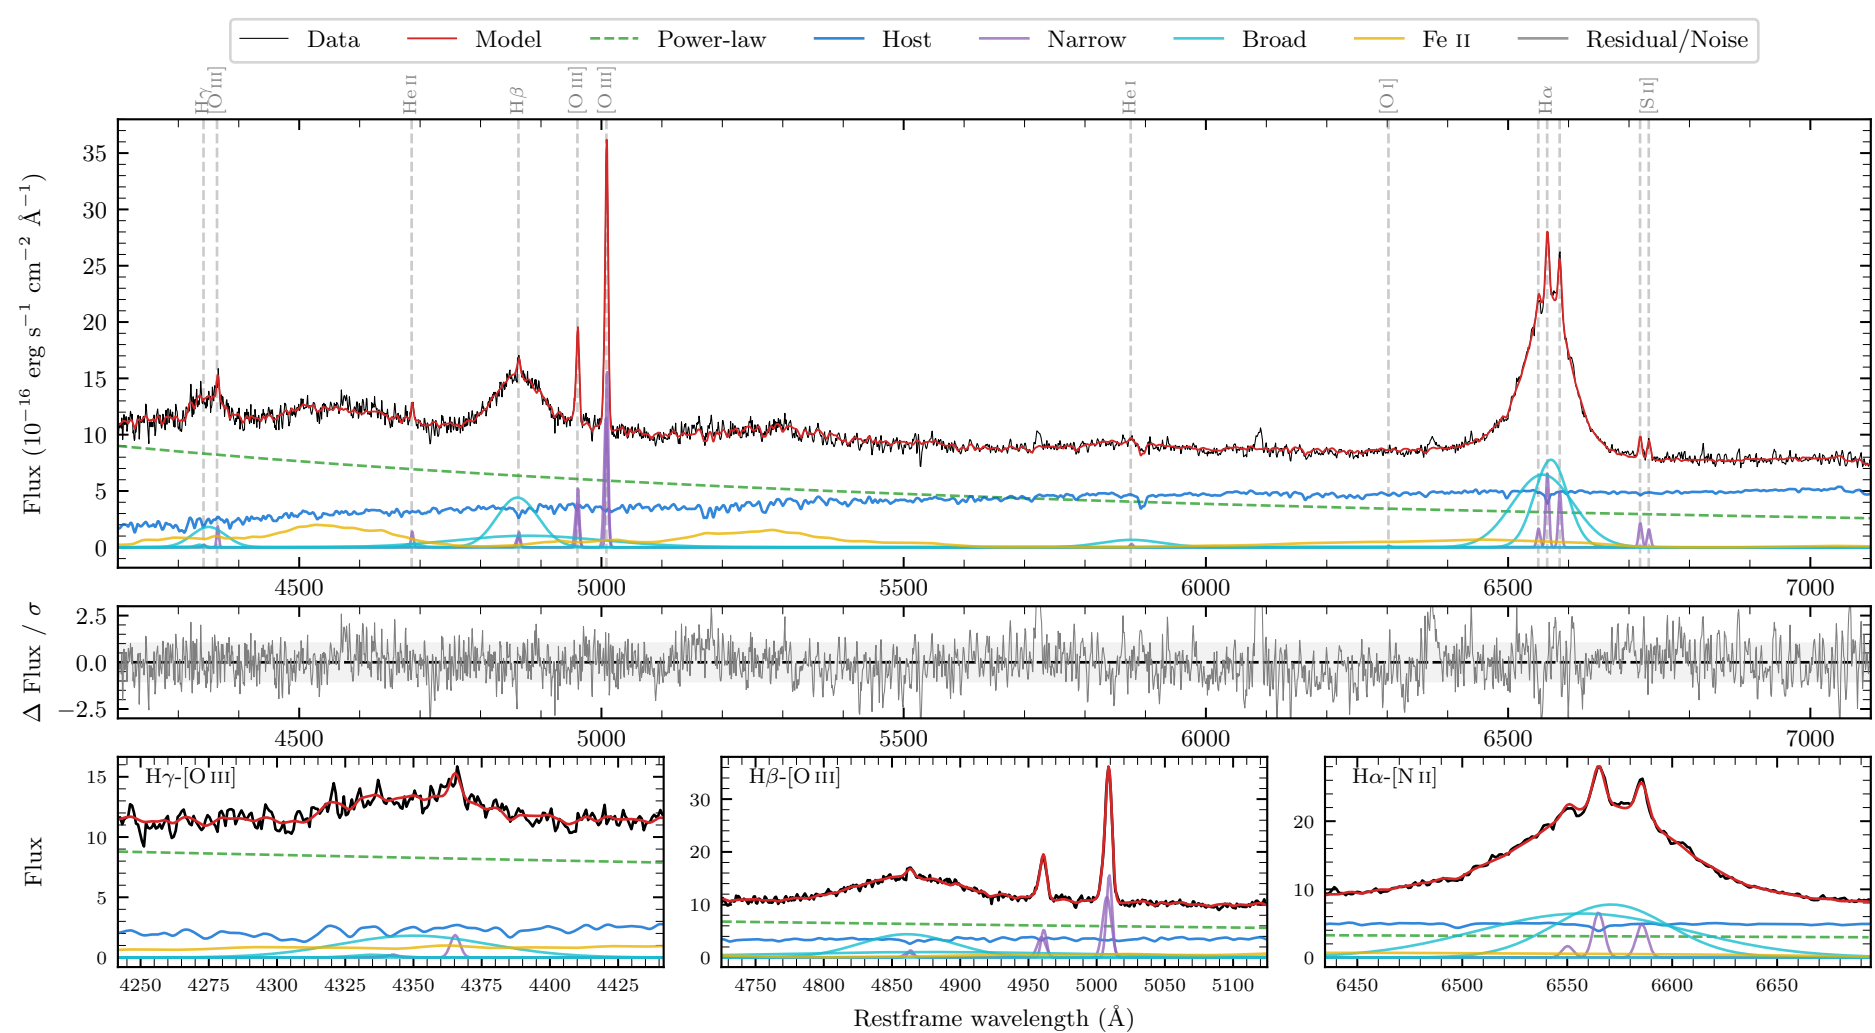 Data Model Power-law Host Narrow Broad Fe II Residual/Noise
Hγ [O III] He II Hβ [O III] [O III] He I [O I] Hα [S II]
Flux (10⁻¹⁶ erg s⁻¹ cm⁻² Å⁻¹)
35
30
25
20
15
10
5
0
4500 5000 5500 6000 6500 7000
Δ Flux / σ
2.5
0.0
−2.5
4500 5000 5500 6000 6500 7000
Flux
Hγ-[O III]
15
10
5
0
4250 4275 4300 4325 4350 4375 4400 4425
Hβ-[O III]
30
20
10
0
4750 4800 4850 4900 4950 5000 5050 5100
Hα-[N II]
20
10
0
6450 6500 6550 6600 6650
Restframe wavelength (Å)